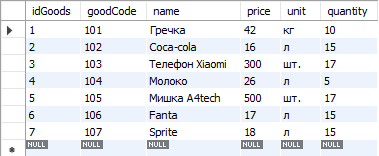 idGoods goodCode name price unit quantity
1 101 Гречка 42 кг 10
2 102 Coca-cola 16 л 15
3 103 Телефон Xiaomi 300 шт. 17
4 104 Молоко 26 л 5
5 105 Мишка A4tech 500 шт. 17
6 106 Fanta 17 л 15
7 107 Sprite 18 л 15
NULL NULL NULL NULL NULL NULL